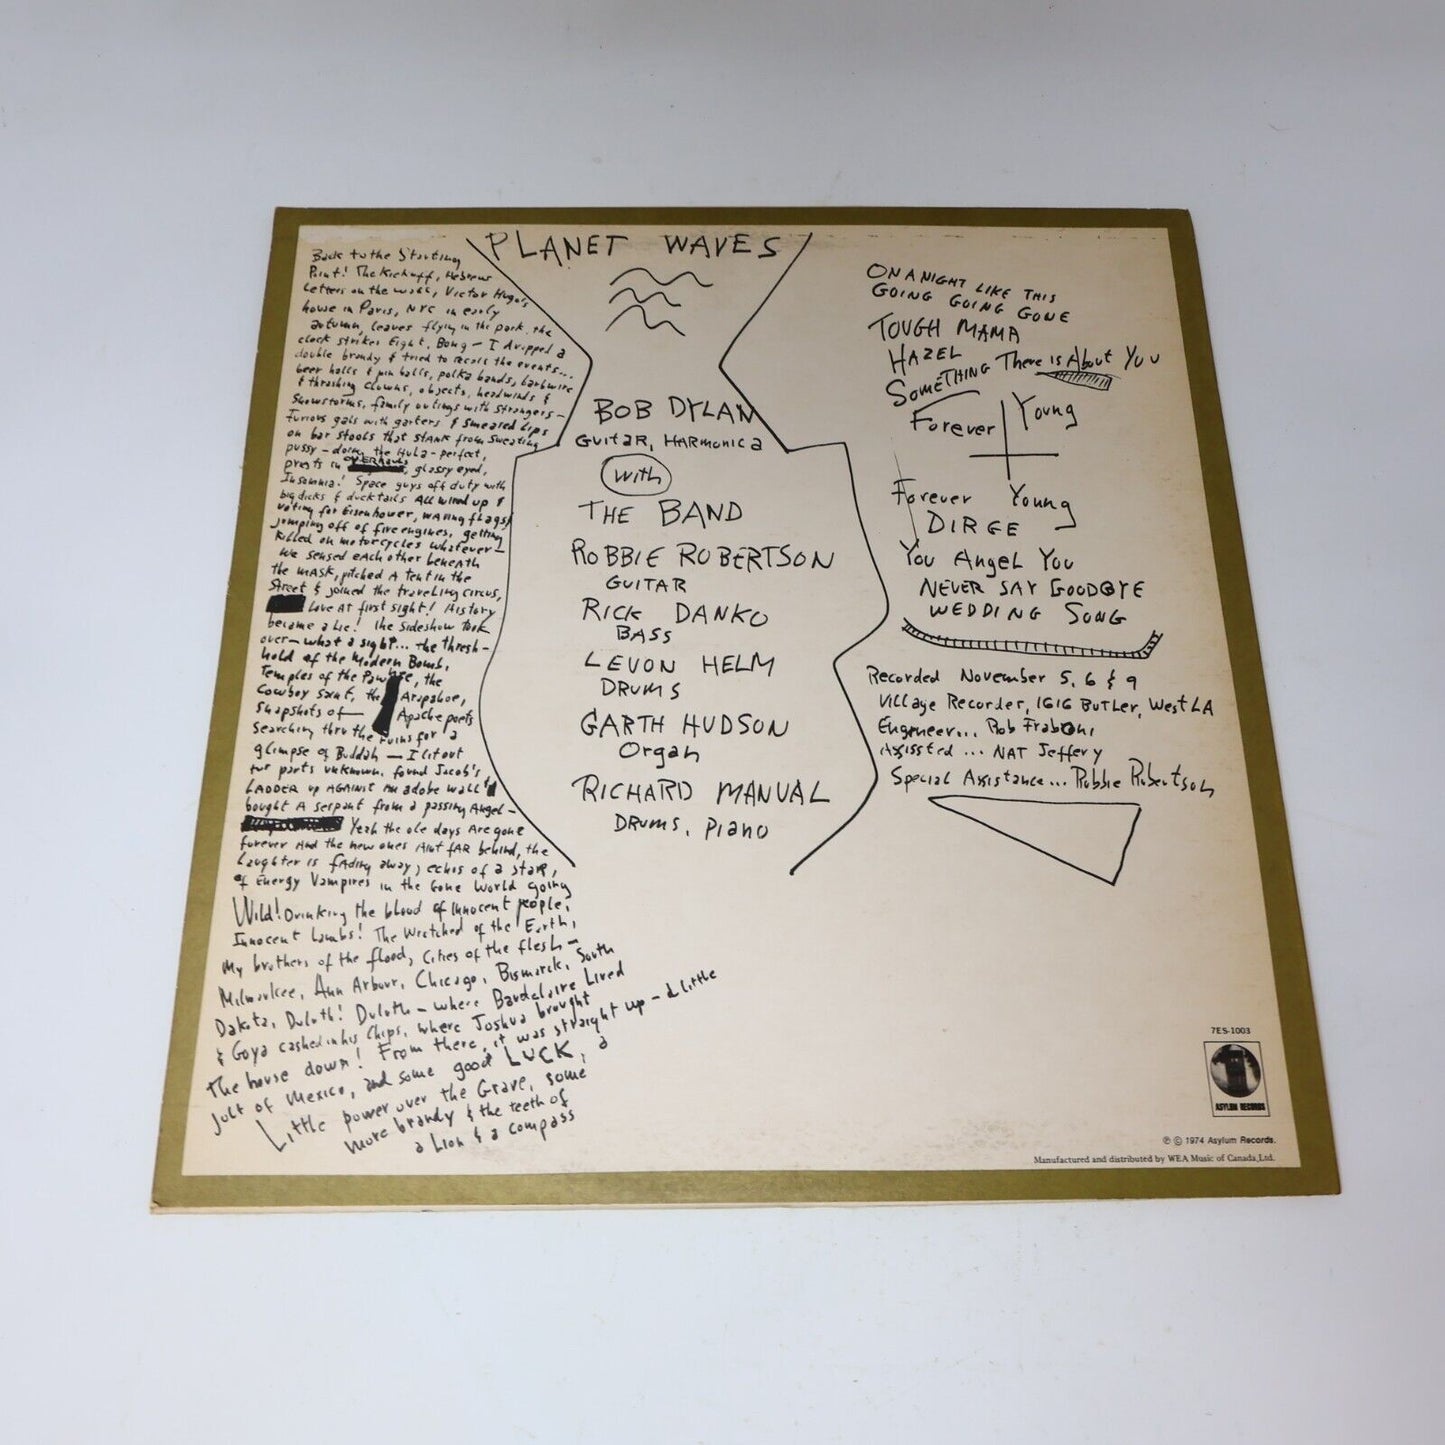 PLANET WAVES
Back to the Starting
Point! The Kickoff, Hebrew
Letters on the wall, Victor Hugo's
house in Paris, NYC in early
autumn, leaves flying in the park, the
clock strikes Eight, Bong — I dropped a
double brandy & tried to recall the events...
beer halls & pin balls, polka bands, barbwire
& thrashing clowns, objects, headwinds &
Snowstorms, family outings with strangers —
Furious gals with garters & smeared Lips
on bar stools that stank from sweating
pussy — doing the Hula — perfect,
priests in OVERHAULS, glassy eyed,
Insomnia! Space guys off duty with
big dicks & ducktails All wired up &
voting for Eisenhower, waving flags,
jumping off of fire engines, getting
killed on motorcycles whatever —
We sensed each other beneath
the mask, pitched a tent in the
Street & joined the traveling circus,
Love at first sight! History
became a Lie! the sideshow took
over — what a sight... the thresh-
hold of the Modern Bomb,
Temples of the Pawnee, the
Cowboy saint, the Arapahoe,
snapshots of — Apache poets
searching thru the ruins for a
glimpse of Buddah — I lit out
for parts unknown, found Jacob's
LADDER up AGAINST an adobe wall &
bought A serpent from a passing Angel —
Yeah the ole days Are gone
forever And the new ones Aint fAR behind, the
Laughter is fAding away, echos of a staR,
of Energy Vampires in the Gone World going
Wild! Drinking the blood of innocent people,
Innocent Lambs! The Wretched of the Earth,
My brothers of the flood, Cities of the flesh —
Milwaukee, Ann Arbour, Chicago, Bismarck, South
Dakota, Duluth! Duluth — where Baudelaire Lived
& Goya cashed in his Chips, where Joshua brought
the house down! From there, it was straight up — a little
jolt of Mexico, and some good LUCK, a
Little power over the Grave, some
more brandy & the teeth of
a Lion & a compass
BOB DYLAN
GUITAR, HARMONICA
with
THE BAND
ROBBIE ROBERTSON
GUITAR
RICK DANKO
BASS
LEVON HELM
DRUMS
GARTH HUDSON
Organ
RICHARD MANUAL
DRUMS, Piano
ON A NIGHT LIKE THIS
GOING GOING GONE
TOUGH MAMA
HAZEL
SOMETHING There is About You
Forever Young
Forever Young
DIRGE
You Angel You
NEVER SAY GOODBYE
WEDDING SONG
Recorded November 5, 6 & 9
Village Recorder, 1616 BUTLER, West LA
Engineer... Rob Fraboni
Assissted ... NAT Jeffery
Special Assistance... Robbie Robertson
7ES-1003
ASYLUM RECORDS
℗ © 1974 Asylum Records.
Manufactured and distributed by WEA Music of Canada, Ltd.